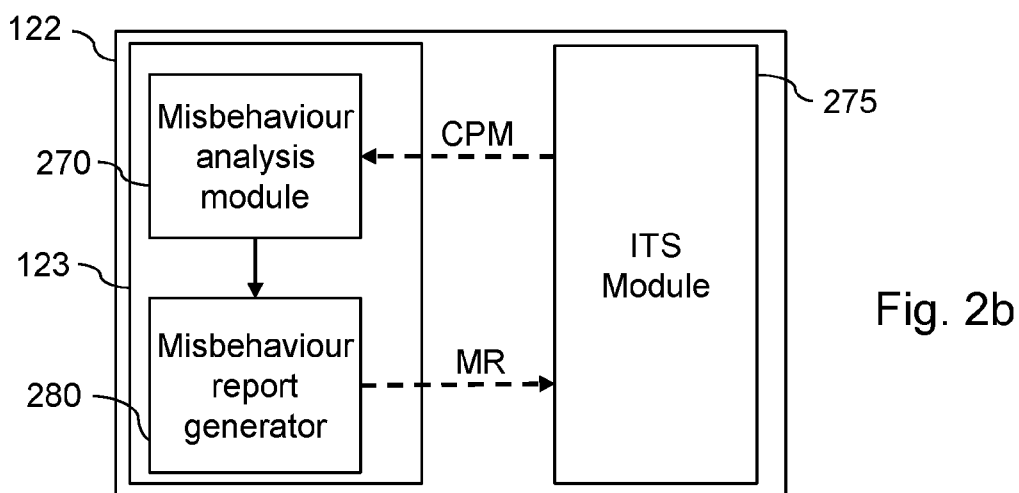 122
Misbehaviour
analysis
module
270
CPM
275
ITS
Module
123
Misbehaviour
report
generator
280
MR
Fig. 2b